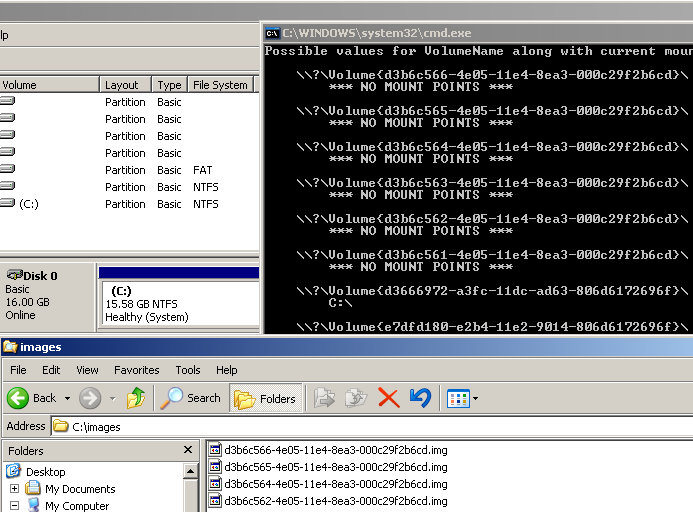 lp
C:\WINDOWS\system32\cmd.exe
Possible values for VolumeName along with current moun
Volume Layout Type File System
Partition Basic
Partition Basic
Partition Basic
Partition Basic
Partition Basic FAT
Partition Basic NTFS
(C:) Partition Basic NTFS
\\?\Volume{d3b6c566-4e05-11e4-8ea3-000c29f2b6cd}\
*** NO MOUNT POINTS ***
\\?\Volume{d3b6c565-4e05-11e4-8ea3-000c29f2b6cd}\
*** NO MOUNT POINTS ***
\\?\Volume{d3b6c564-4e05-11e4-8ea3-000c29f2b6cd}\
*** NO MOUNT POINTS ***
\\?\Volume{d3b6c563-4e05-11e4-8ea3-000c29f2b6cd}\
*** NO MOUNT POINTS ***
\\?\Volume{d3b6c562-4e05-11e4-8ea3-000c29f2b6cd}\
*** NO MOUNT POINTS ***
\\?\Volume{d3b6c561-4e05-11e4-8ea3-000c29f2b6cd}\
*** NO MOUNT POINTS ***
\\?\Volume{d3666972-a3fc-11dc-ad63-806d6172696f}\
C:\
\\?\Volume{e7dfd180-e2b4-11e2-9014-806d6172696f}\
Disk 0
Basic
16.00 GB
Online
(C:)
15.58 GB NTFS
Healthy (System)
images
File Edit View Favorites Tools Help
Back Search Folders
Address C:\images
Folders
Desktop
My Documents
My Computer
d3b6c566-4e05-11e4-8ea3-000c29f2b6cd.img
d3b6c565-4e05-11e4-8ea3-000c29f2b6cd.img
d3b6c564-4e05-11e4-8ea3-000c29f2b6cd.img
d3b6c562-4e05-11e4-8ea3-000c29f2b6cd.img